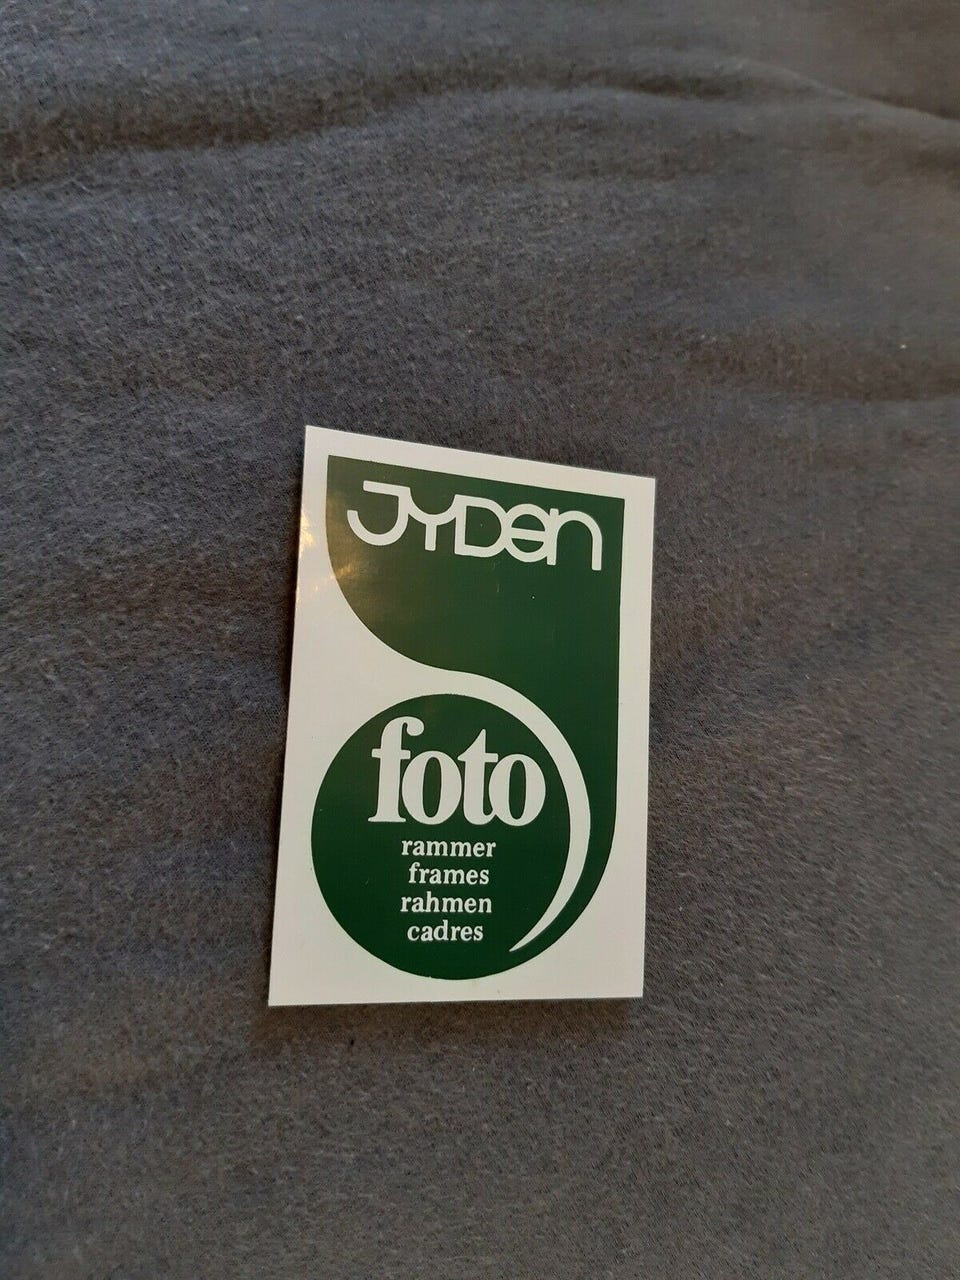 JYDen
foto
rammer
frames
rahmen
cadres